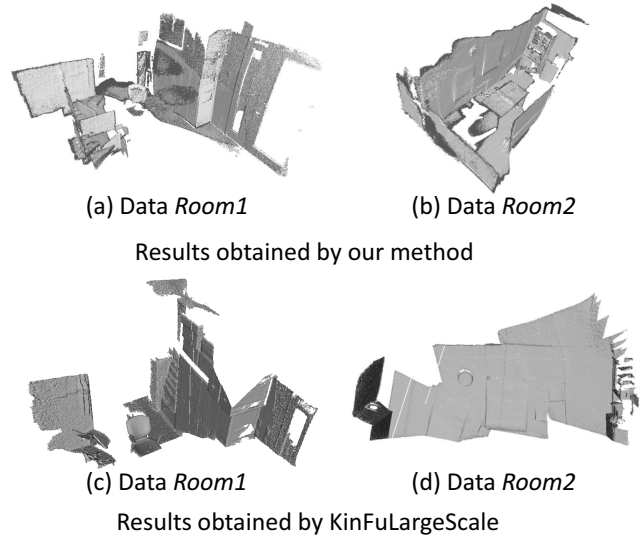 (a) Data Room1
(b) Data Room2
Results obtained by our method
(c) Data Room1
(d) Data Room2
Results obtained by KinFuLargeScale